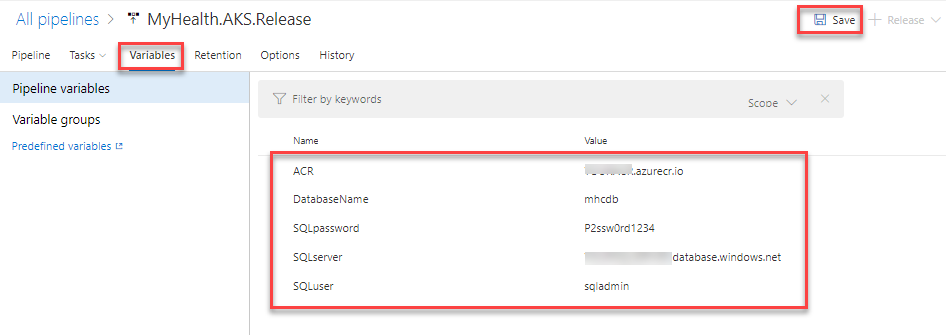 All pipelines > MyHealth.AKS.Release
Save
Release
Pipeline Tasks Variables Retention Options History
Pipeline variables
Variable groups
Predefined variables
Filter by keywords
Scope
Name Value
ACR .azurecr.io
DatabaseName mhcdb
SQLpassword P2ssw0rd1234
SQLserver database.windows.net
SQLuser sqladmin